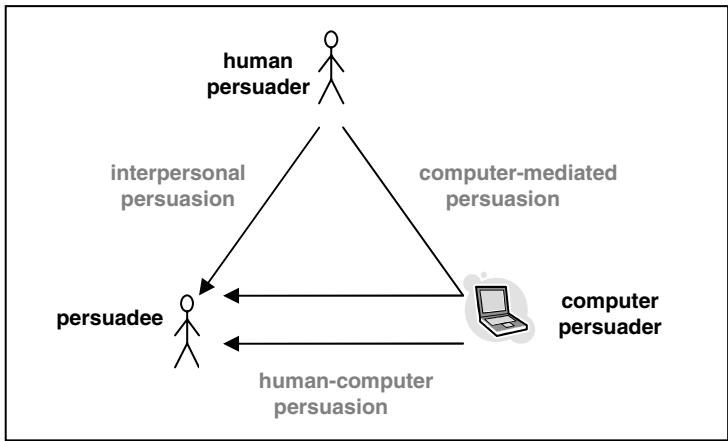 human
persuader
interpersonal
persuasion
computer-mediated
persuasion
persuadee
computer
persuader
human-computer
persuasion